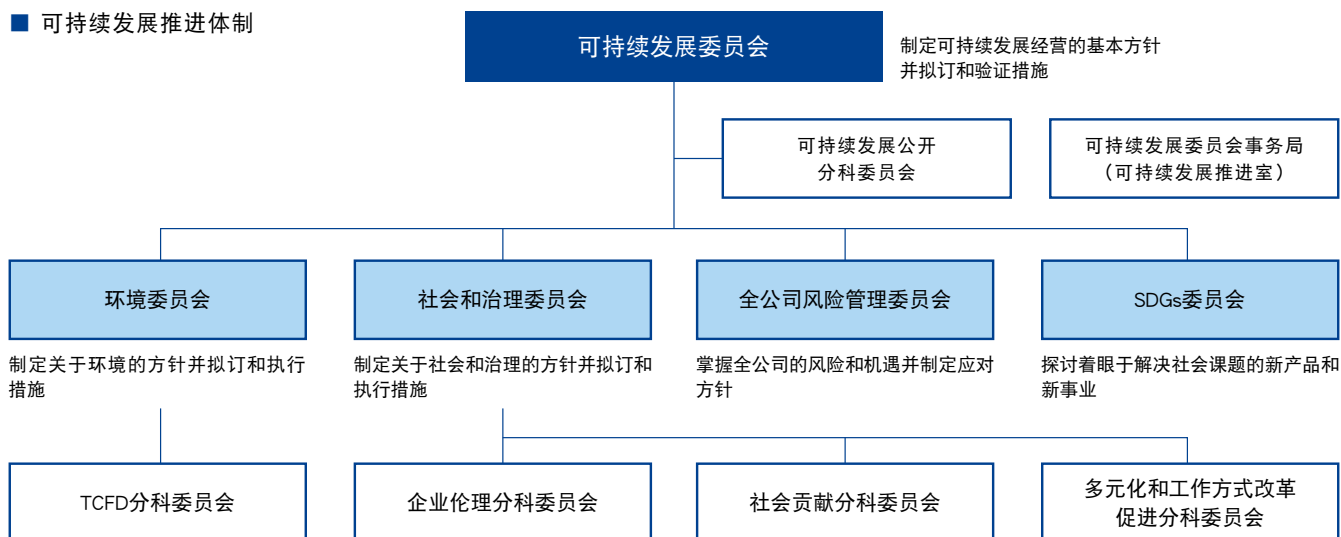 ■ 可持续发展推进体制
可持续发展委员会
制定可持续发展经营的基本方针
并拟订和验证措施
可持续发展公开
分科委员会
可持续发展委员会事务局
（可持续发展推进室）
环境委员会
社会和治理委员会
全公司风险管理委员会
SDGs委员会
制定关于环境的方针并拟订和执行
措施
制定关于社会和治理的方针并拟订和
执行措施
掌握全公司的风险和机遇并制定应对
方针
探讨着眼于解决社会课题的新产品和
新事业
TCFD分科委员会
企业伦理分科委员会
社会贡献分科委员会
多元化和工作方式改革
促进分科委员会